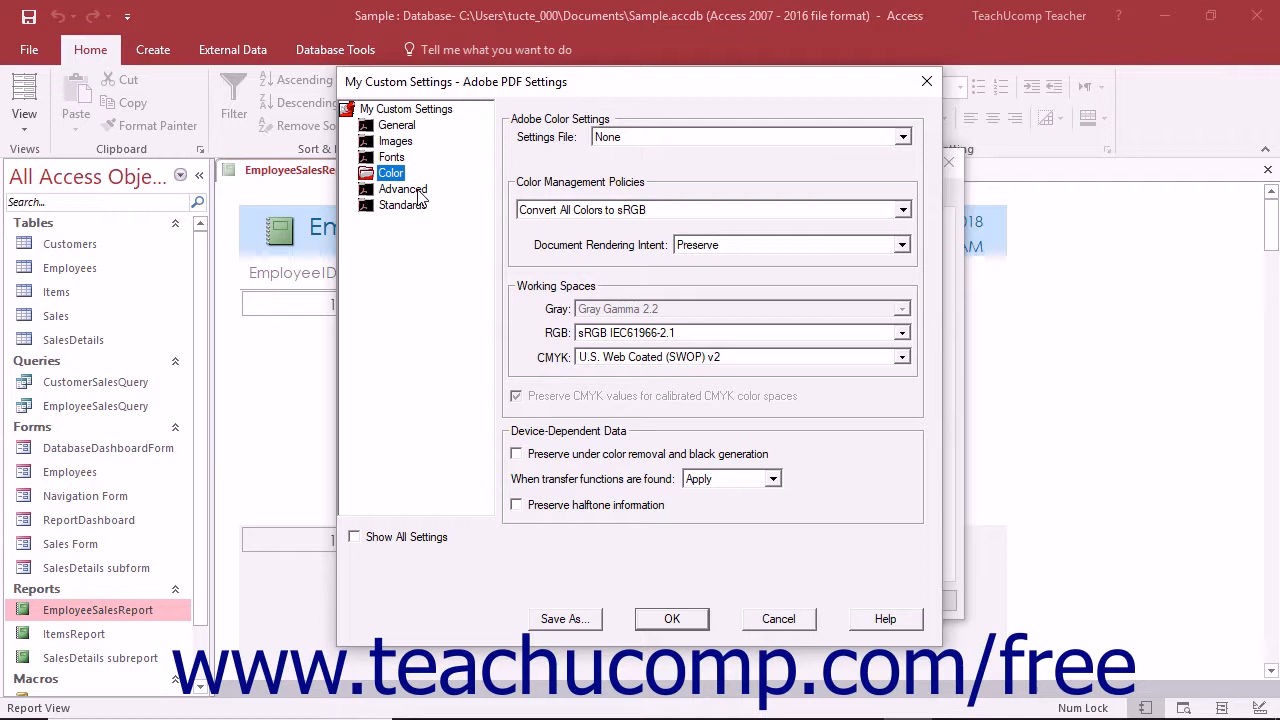 Sample : Database- C:\Users\tucte_000\Documents\Sample.accdb (Access 2007 - 2016 file format) - Access
TeachUcomp Teacher
?
File
Home
Create
External Data
Database Tools
Tell me what you want to do
View
Views
Paste
Cut
Copy
Format Painter
Clipboard
Filter
Ascending
Descending
Sort &
All Access Obje...
Search...
Tables
Customers
Employees
Items
Sales
SalesDetails
Queries
CustomerSalesQuery
EmployeeSalesQuery
Forms
DatabaseDashboardForm
Employees
Navigation Form
ReportDashboard
Sales Form
SalesDetails subform
Reports
EmployeeSalesReport
ItemsReport
SalesDetails subreport
Macros
EmployeeSalesRe
Em
EmployeeID
1
1
2018
AM
My Custom Settings - Adobe PDF Settings
My Custom Settings
General
Images
Fonts
Color
Advanced
Standards
Adobe Color Settings
Settings File: None
Color Management Policies
Convert All Colors to sRGB
Document Rendering Intent: Preserve
Working Spaces
Gray: Gray Gamma 2.2
RGB: sRGB IEC61966-2.1
CMYK: U.S. Web Coated (SWOP) v2
Preserve CMYK values for calibrated CMYK color spaces
Device-Dependent Data
Preserve under color removal and black generation
When transfer functions are found: Apply
Preserve halftone information
Show All Settings
Save As...
OK
Cancel
Help
www.teachucomp.com/free
Report View
Num Lock